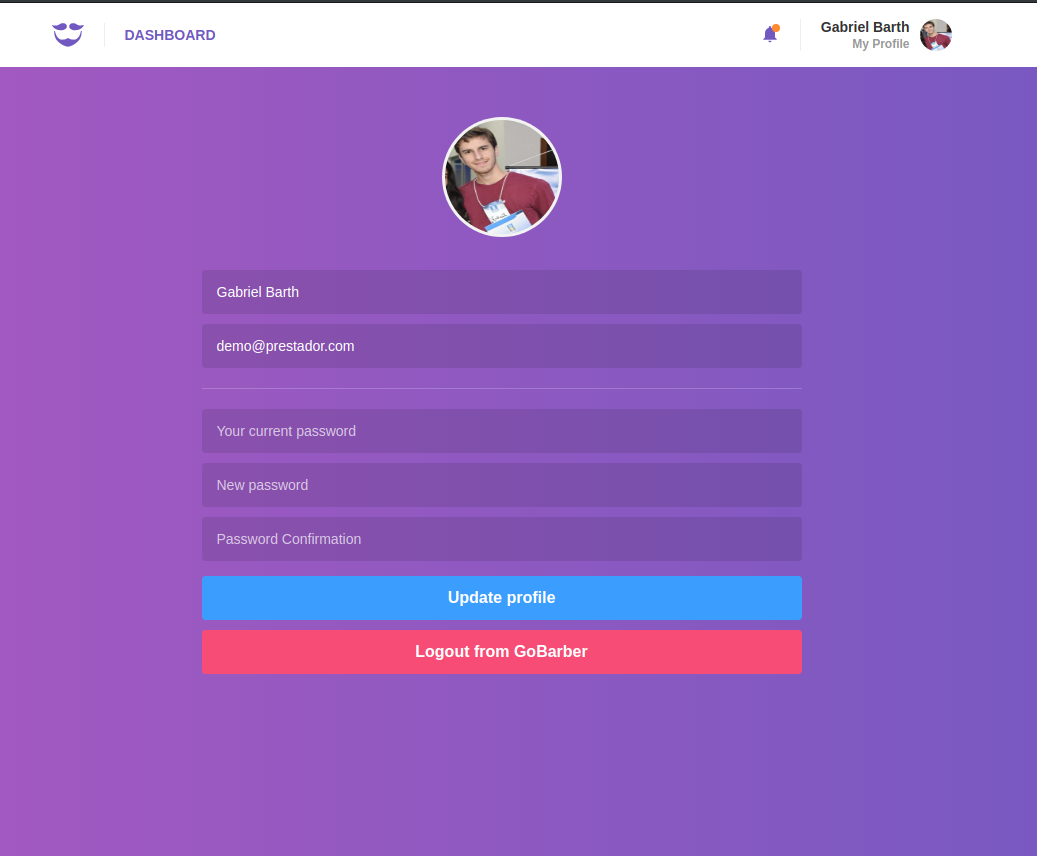 DASHBOARD
Gabriel Barth
My Profile
Gabriel Barth
demo@prestador.com
Your current password
New password
Password Confirmation
Update profile
Logout from GoBarber